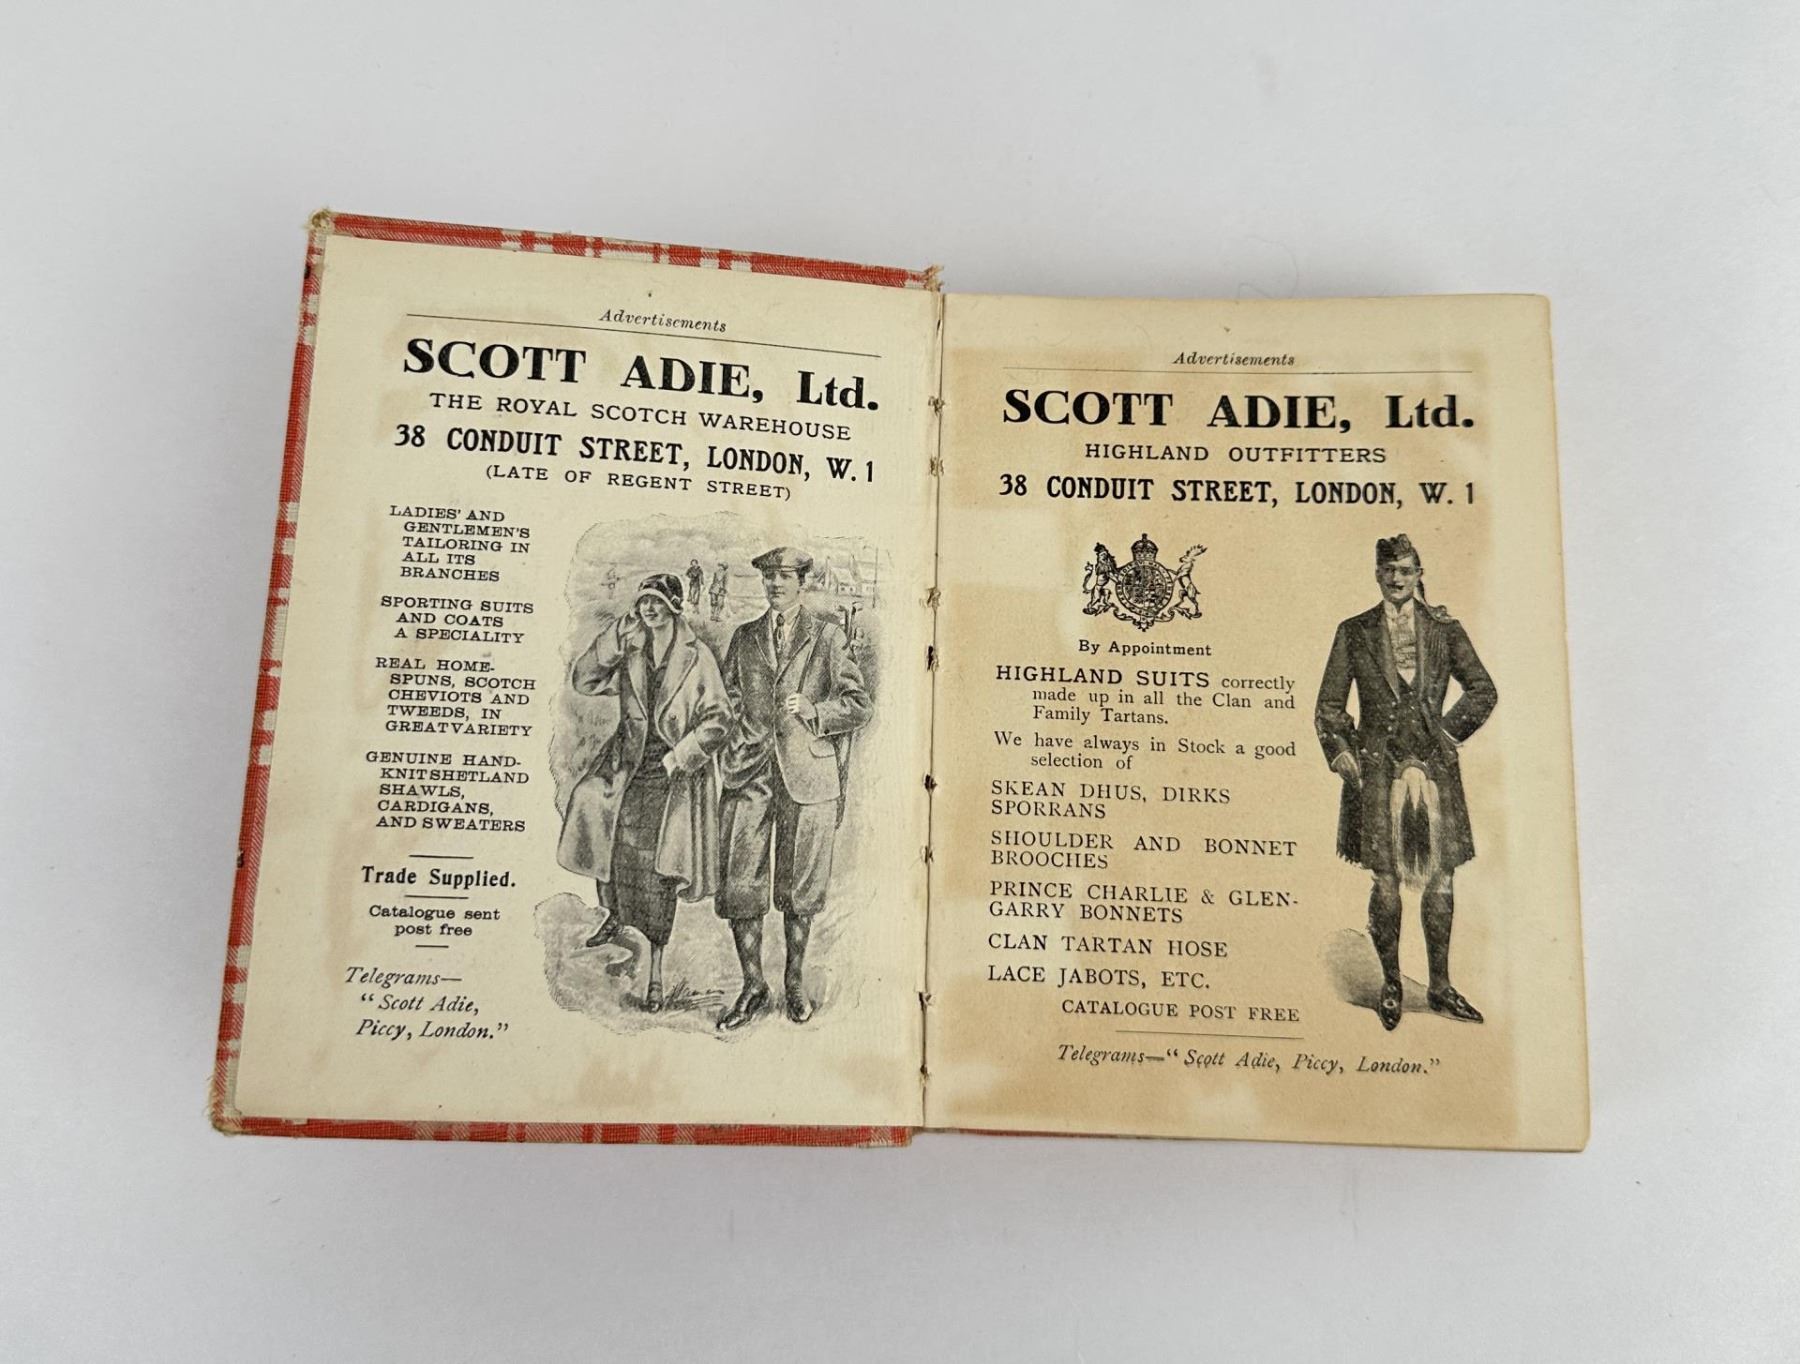 Advertisements
SCOTT ADIE, Ltd.
THE ROYAL SCOTCH WAREHOUSE
38 CONDUIT STREET, LONDON, W. 1
(LATE OF REGENT STREET)
LADIES' AND
GENTLEMEN'S
TAILORING IN
ALL ITS
BRANCHES
SPORTING SUITS
AND COATS
A SPECIALITY
REAL HOME-
SPUNS, SCOTCH
CHEVIOTS AND
TWEEDS, IN
GREAT VARIETY
GENUINE HAND-
KNIT SHETLAND
SHAWLS,
CARDIGANS,
AND SWEATERS
Trade Supplied.
Catalogue sent
post free
Telegrams—
"Scott Adie,
Piccy, London."
Advertisements
SCOTT ADIE, Ltd.
HIGHLAND OUTFITTERS
38 CONDUIT STREET, LONDON, W. 1
By Appointment
HIGHLAND SUITS correctly
made up in all the Clan and
Family Tartans.
We have always in Stock a good
selection of
SKEAN DHUS, DIRKS
SPORRANS
SHOULDER AND BONNET
BROOCHES
PRINCE CHARLIE & GLEN-
GARRY BONNETS
CLAN TARTAN HOSE
LACE JABOTS, ETC.
CATALOGUE POST FREE
Telegrams—"Scott Adie, Piccy, London."